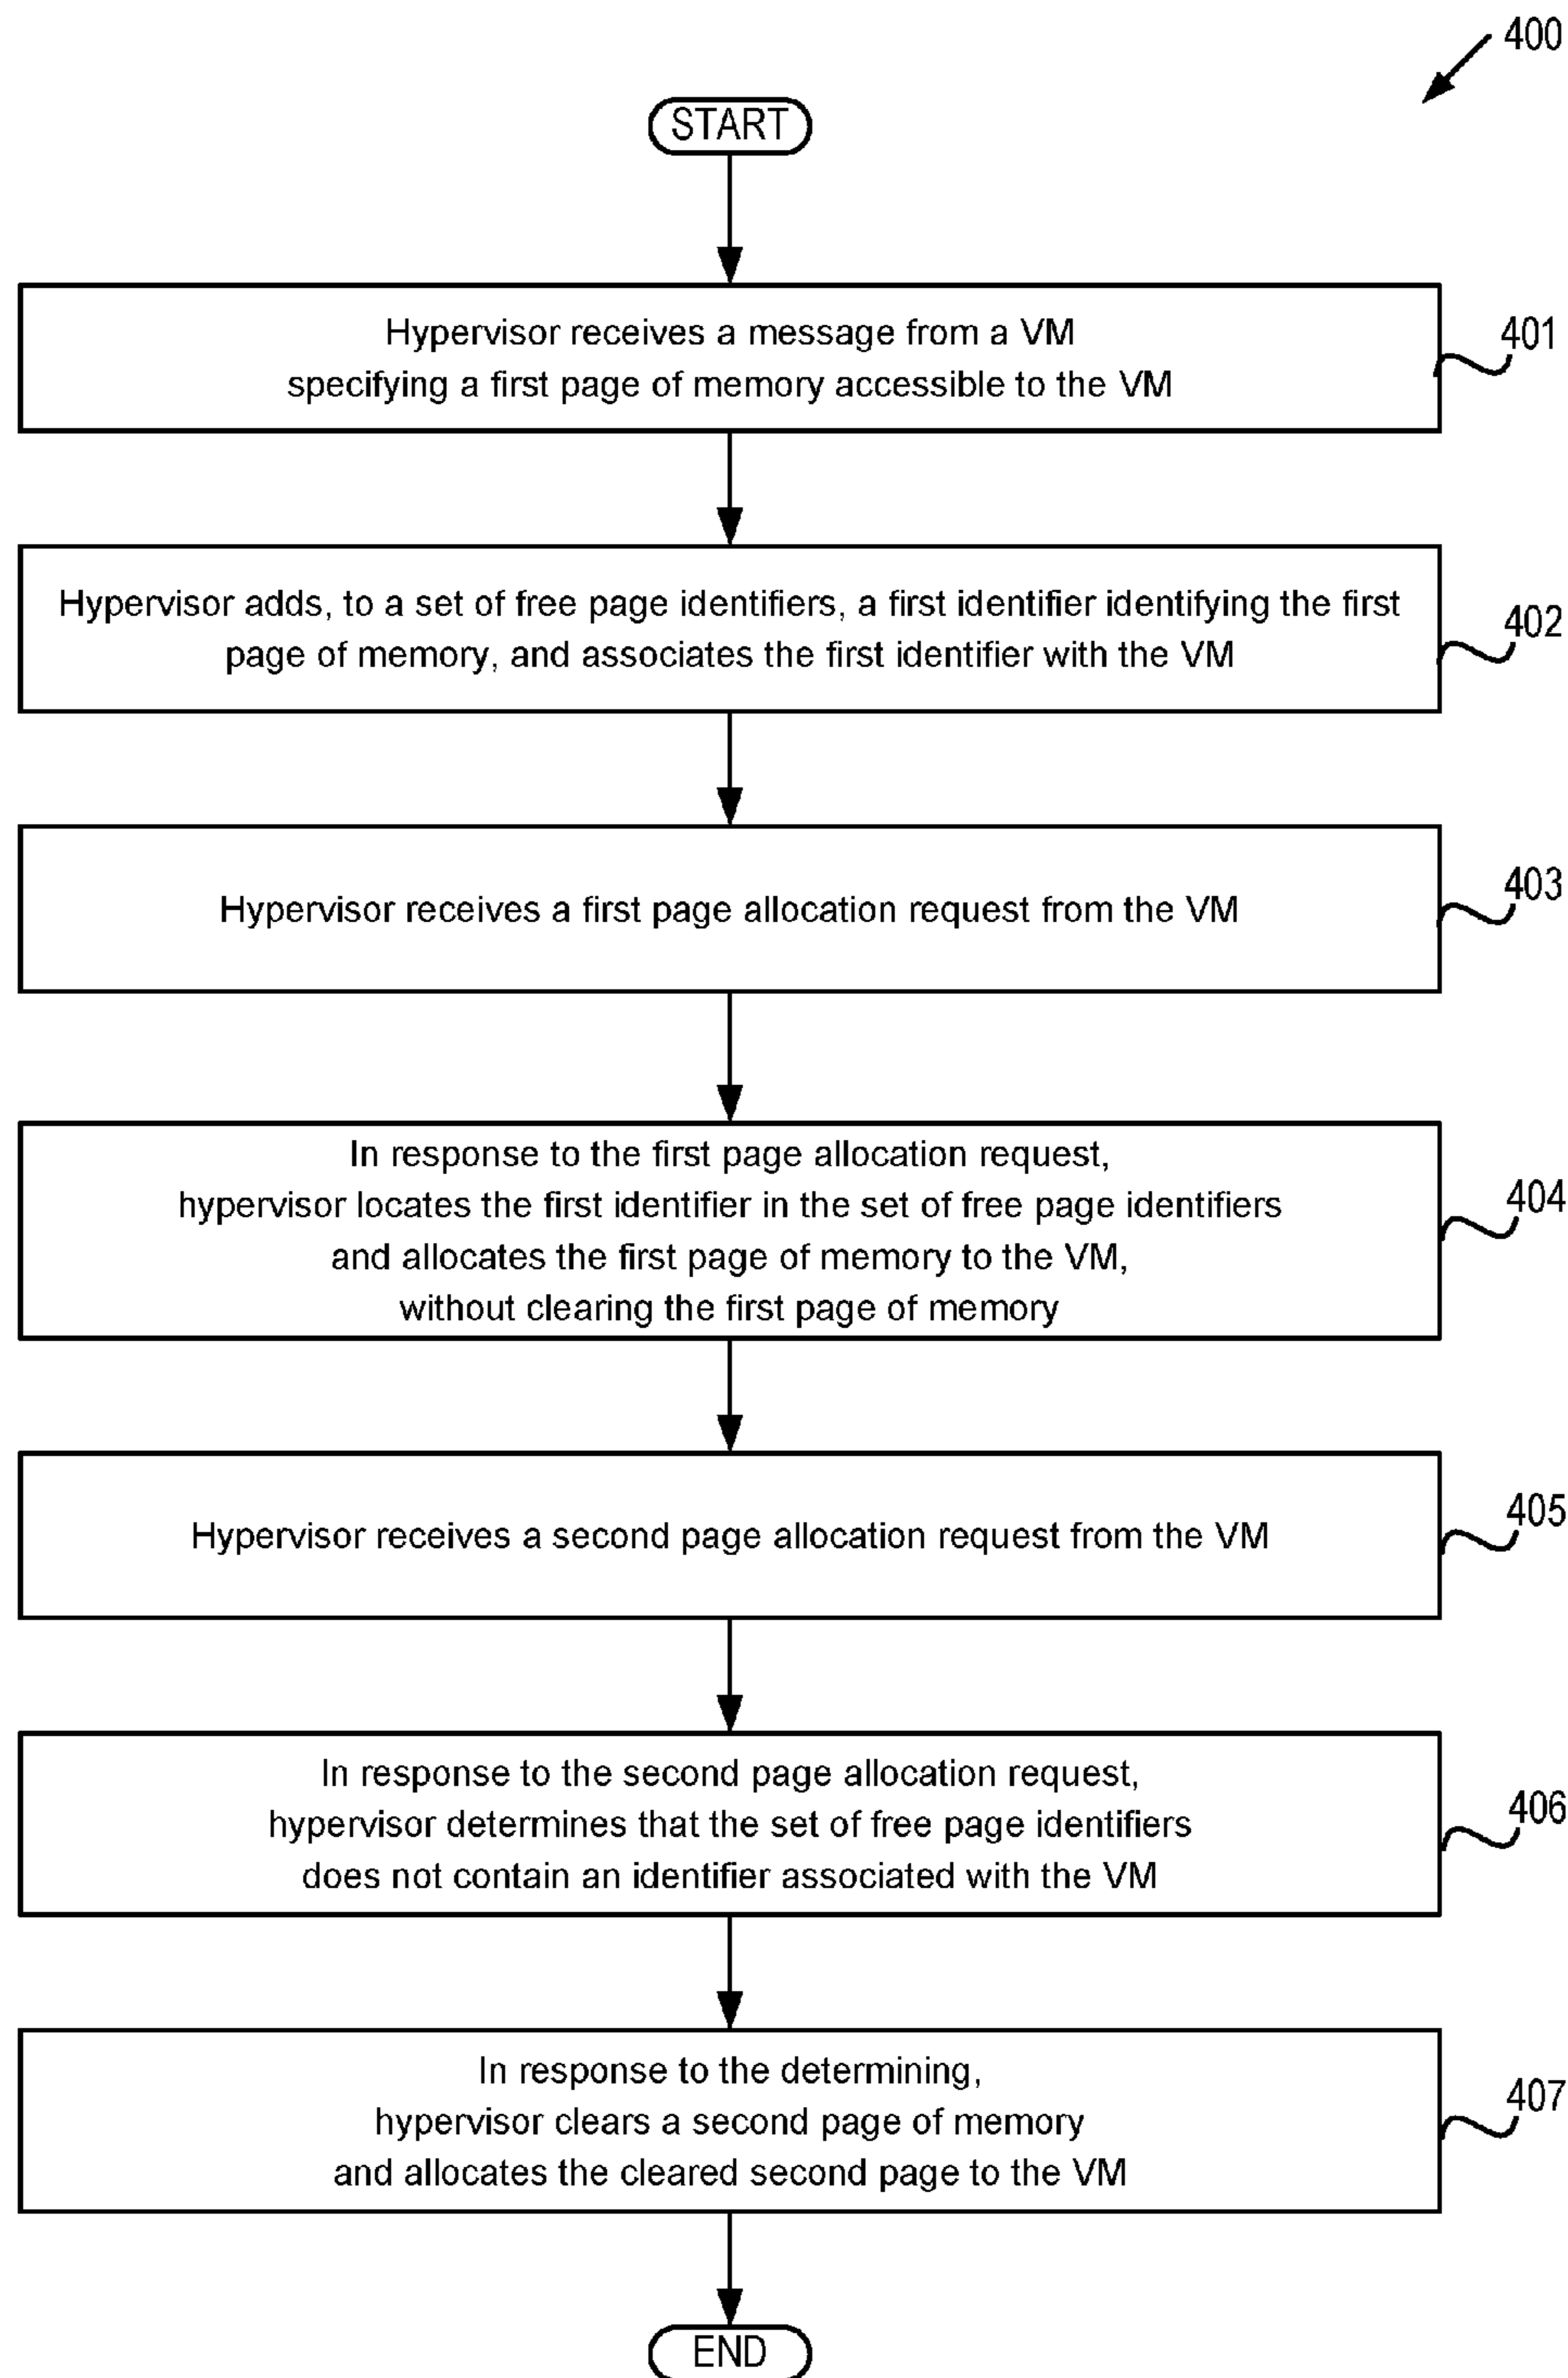 400
START
Hypervisor receives a message from a VM
specifying a first page of memory accessible to the VM
401
Hypervisor adds, to a set of free page identifiers, a first identifier identifying the first
page of memory, and associates the first identifier with the VM
402
Hypervisor receives a first page allocation request from the VM
403
In response to the first page allocation request,
hypervisor locates the first identifier in the set of free page identifiers
and allocates the first page of memory to the VM,
without clearing the first page of memory
404
Hypervisor receives a second page allocation request from the VM
405
In response to the second page allocation request,
hypervisor determines that the set of free page identifiers
does not contain an identifier associated with the VM
406
In response to the determining,
hypervisor clears a second page of memory
and allocates the cleared second page to the VM
407
END